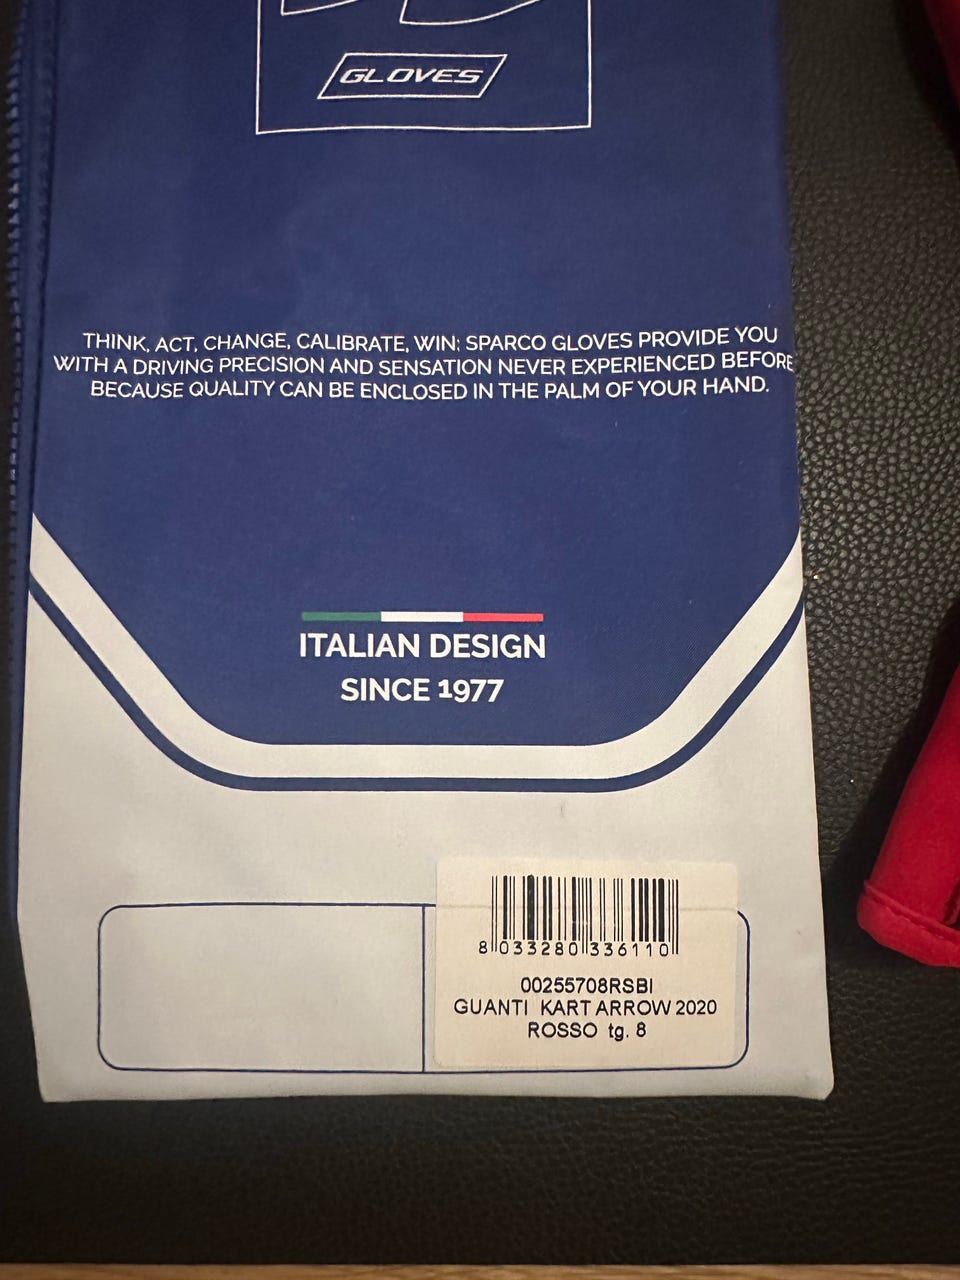 GLOVES
THINK, ACT, CHANGE, CALIBRATE, WIN: SPARCO GLOVES PROVIDE YOU
WITH A DRIVING PRECISION AND SENSATION NEVER EXPERIENCED BEFORE
BECAUSE QUALITY CAN BE ENCLOSED IN THE PALM OF YOUR HAND.
ITALIAN DESIGN
SINCE 1977
8 033280 336110
00255708RSBI
GUANTI KART ARROW 2020
ROSSO tg. 8